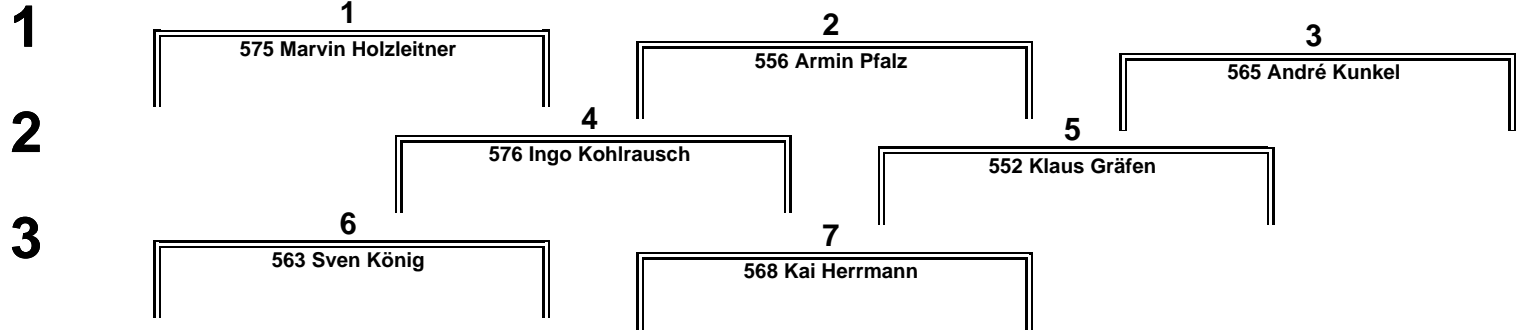 1
1
575 Marvin Holzleitner
2
556 Armin Pfalz
3
565 André Kunkel
2
4
576 Ingo Kohlrausch
5
552 Klaus Gräfen
3
6
563 Sven König
7
568 Kai Herrmann